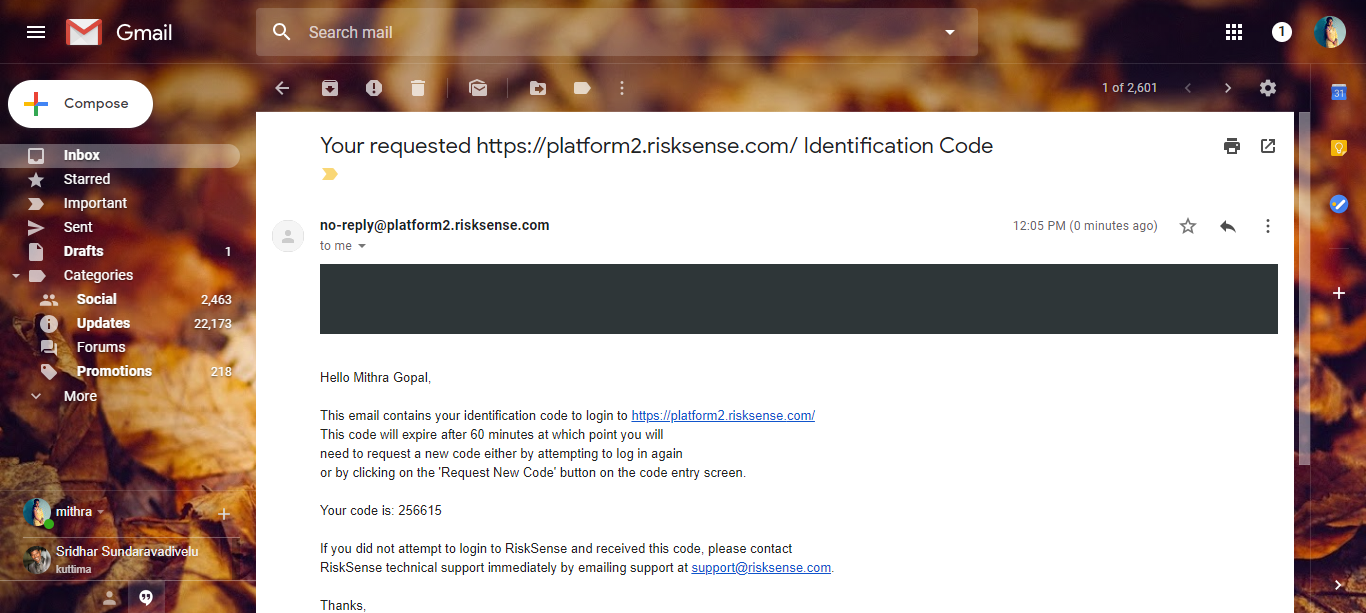 Gmail
Search mail
1
Compose
1 of 2,601
31
Inbox
Starred
Important
Sent
Drafts 1
Categories
Social 2,463
Updates 22,173
Forums
Promotions 218
More
mithra
Sridhar Sundaravadivelu
kuttima
Your requested https://platform2.risksense.com/ Identification Code
no-reply@platform2.risksense.com
12:05 PM (0 minutes ago)
to me
Hello Mithra Gopal,
This email contains your identification code to login to https://platform2.risksense.com/
This code will expire after 60 minutes at which point you will
need to request a new code either by attempting to log in again
or by clicking on the 'Request New Code' button on the code entry screen.
Your code is: 256615
If you did not attempt to login to RiskSense and received this code, please contact
RiskSense technical support immediately by emailing support at support@risksense.com.
Thanks,